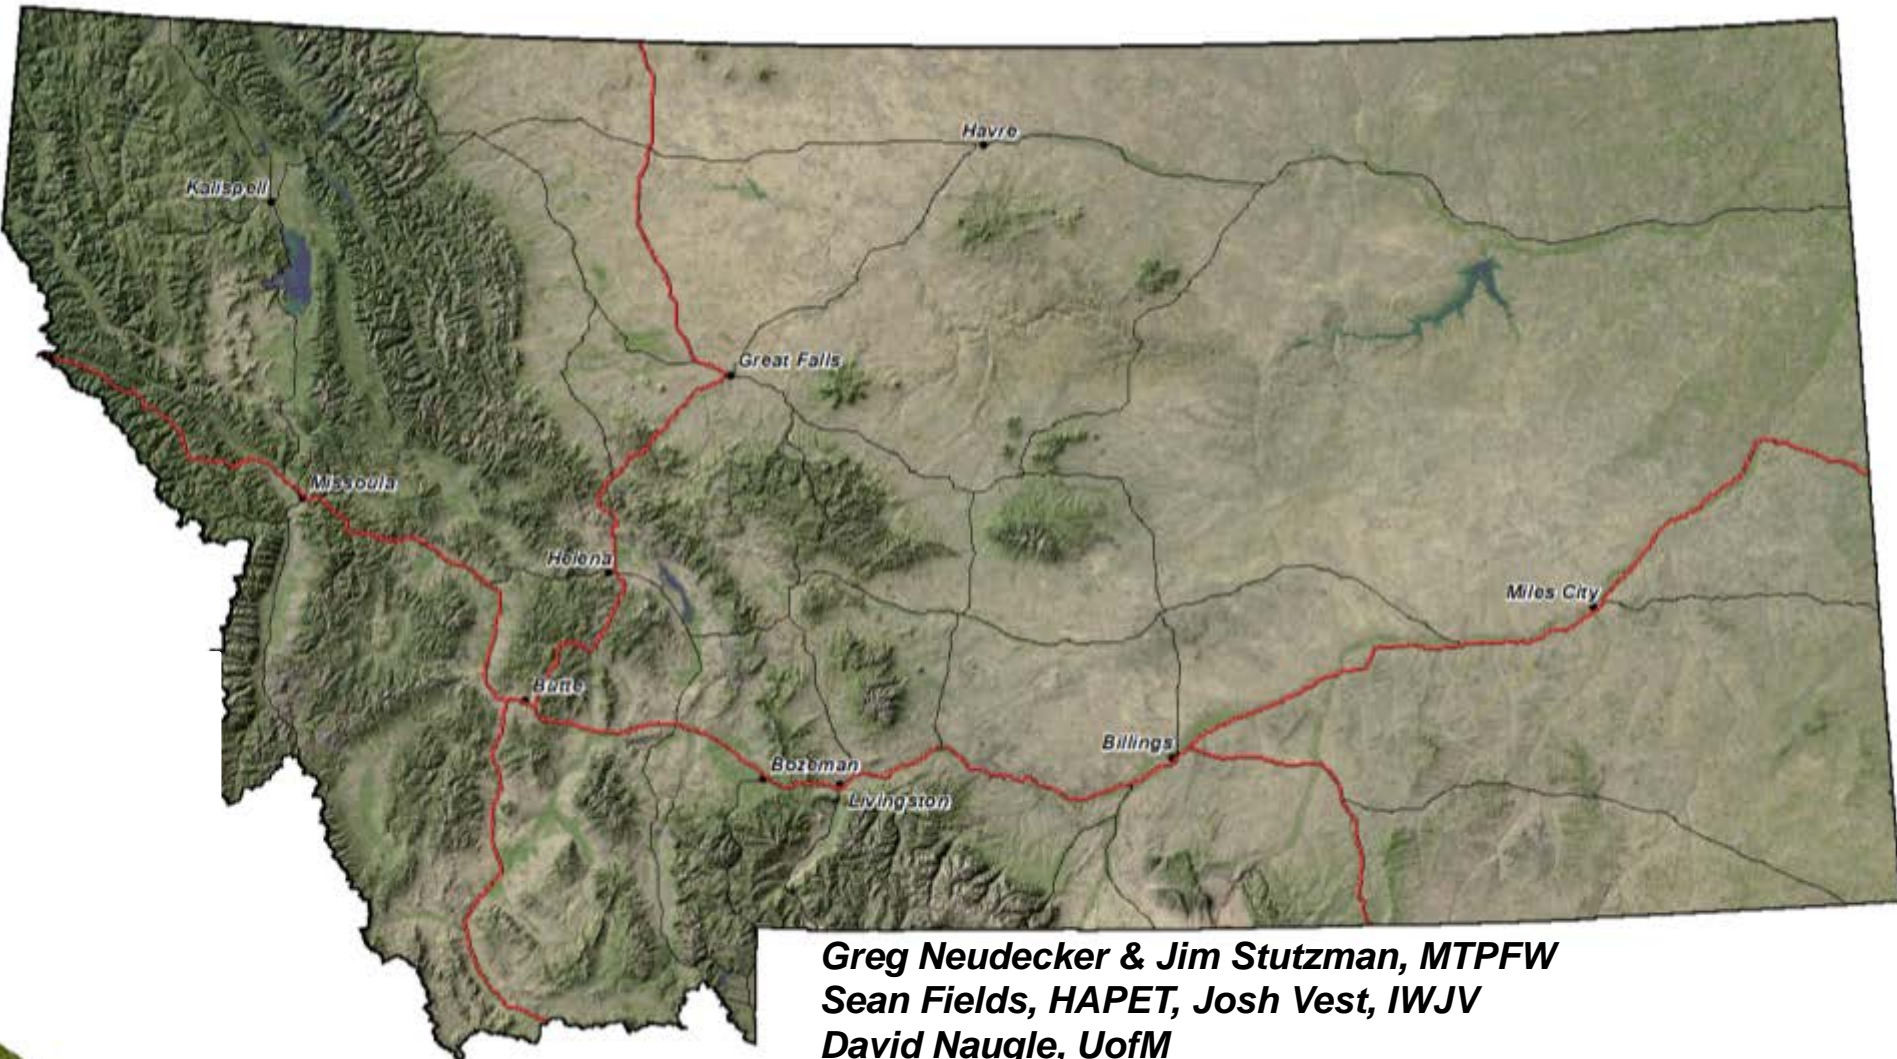 Havre
Kalispell
Great Falls
Missoula
Helena
Miles City
Butte
Billings
Bozeman
Livingston
Greg Neudecker & Jim Stutzman, MTPFW
Sean Fields, HAPET, Josh Vest, IWJV
David Naugle, UofM